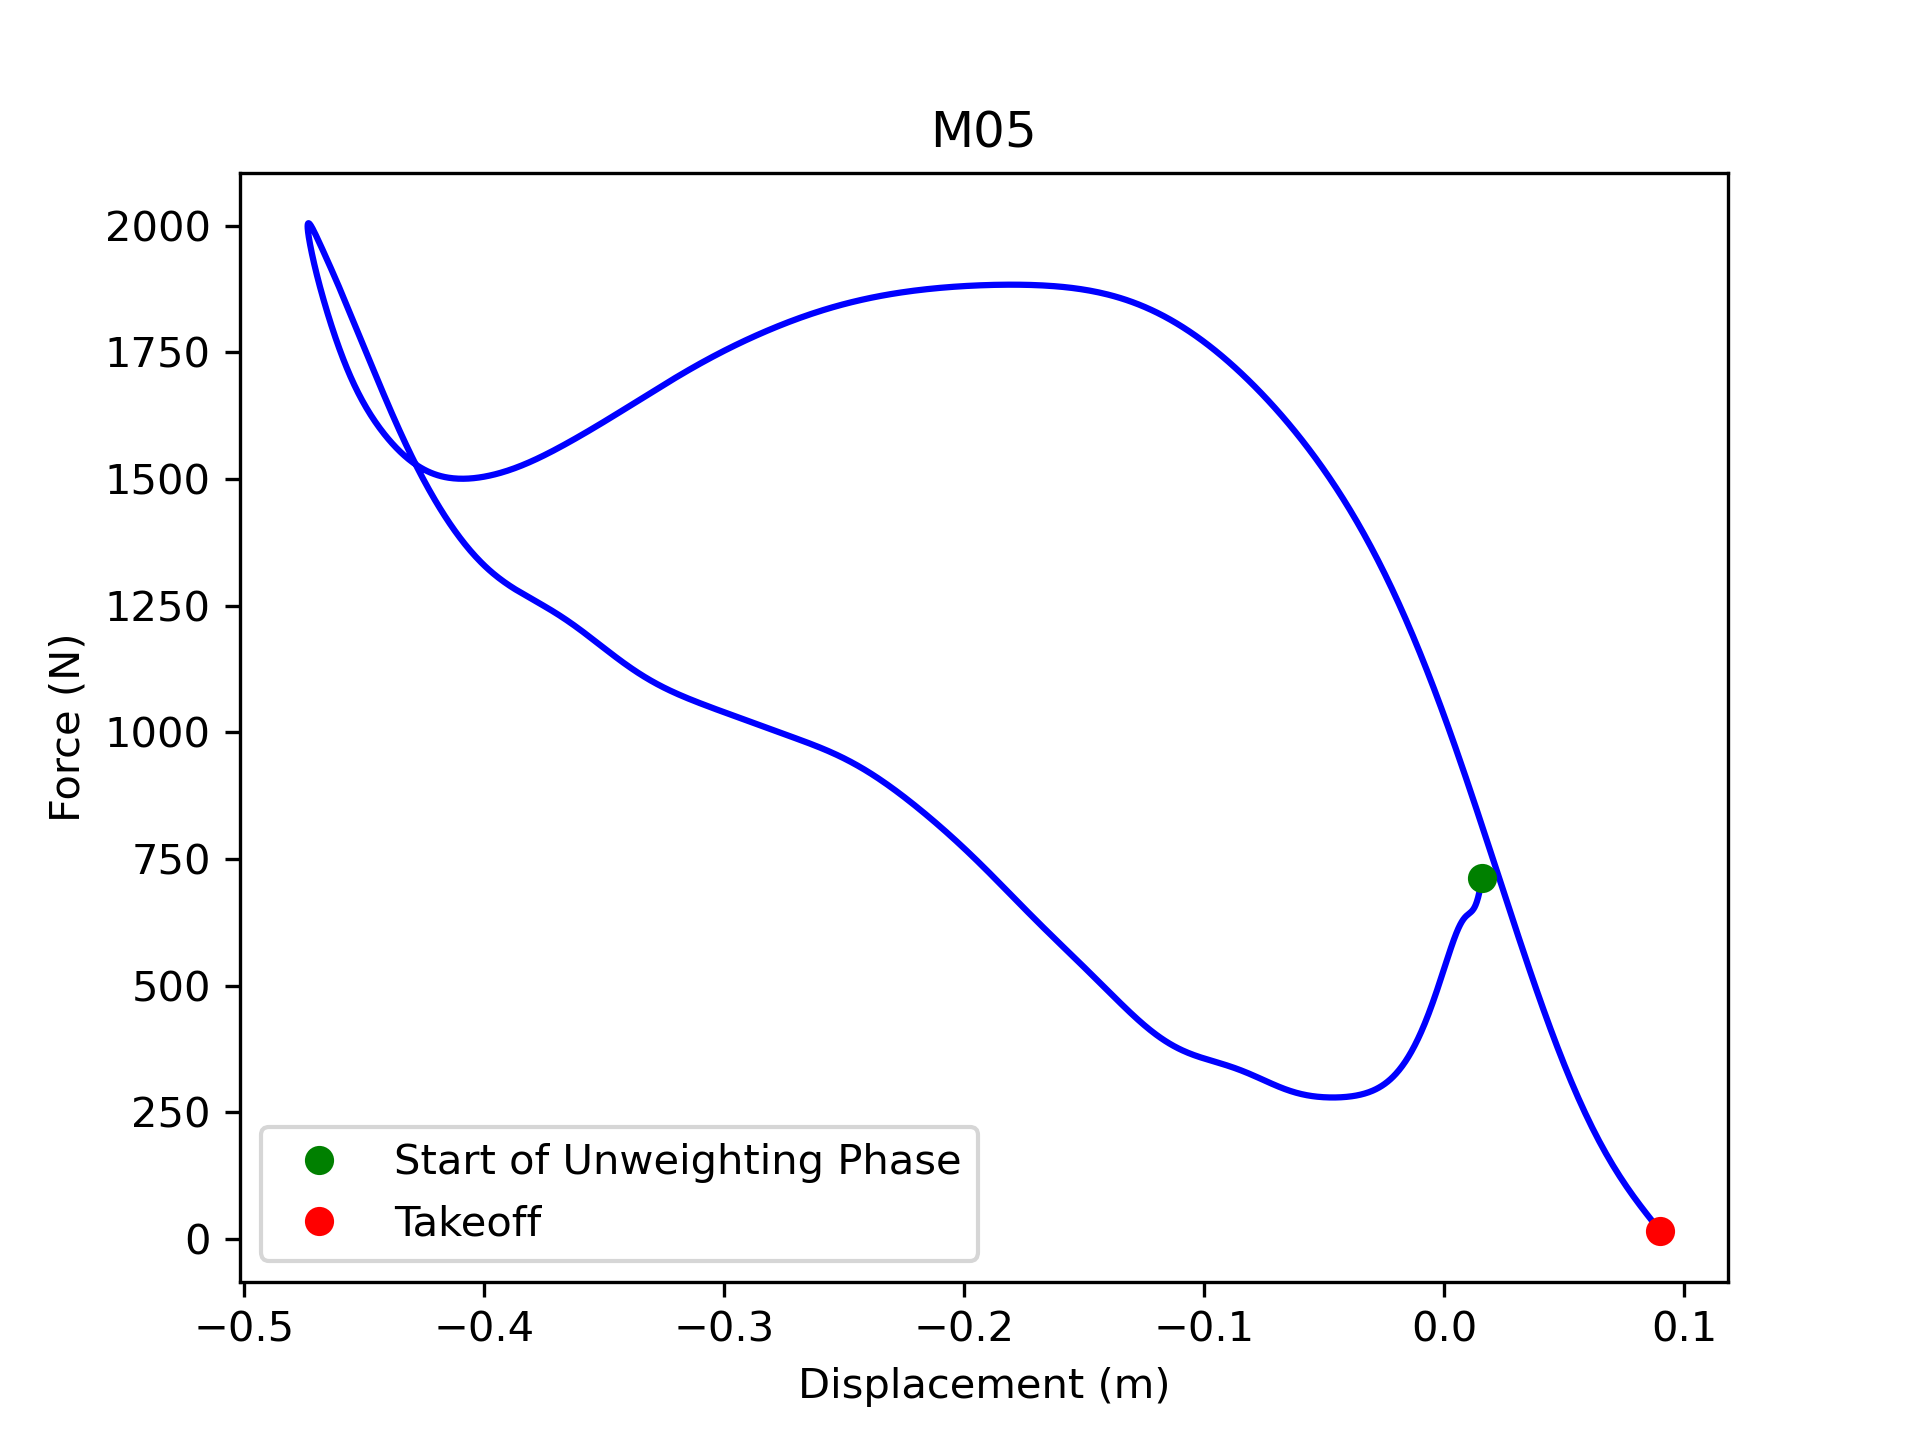 M05
2000
1750
1500
1250
1000
750
500
250
0
Force (N)
Start of Unweighting Phase
Takeoff
−0.5 −0.4 −0.3 −0.2 −0.1 0.0 0.1
Displacement (m)